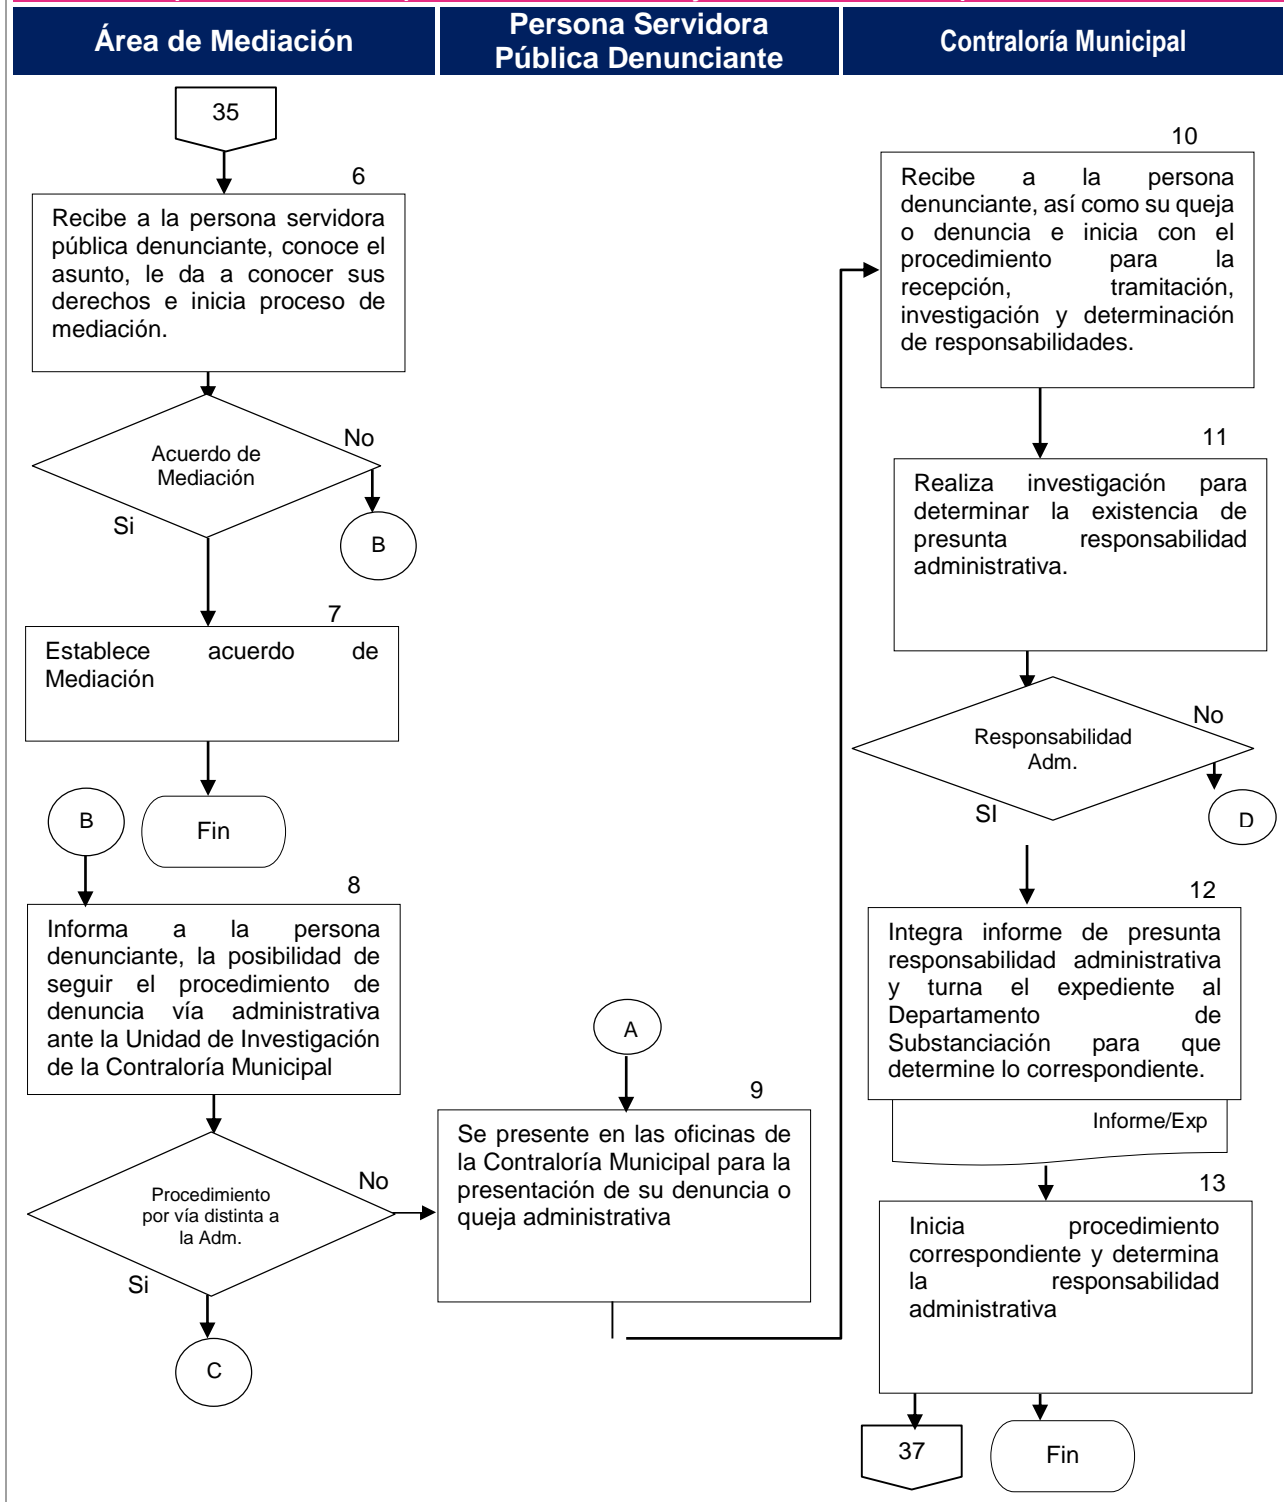 Área de Mediación
Persona Servidora
Pública Denunciante
Contraloría Municipal
35
6
Recibe a la persona servidora
pública denunciante, conoce el
asunto, le da a conocer sus
derechos e inicia proceso de
mediación.
Acuerdo de
Mediación
No
Si
B
7
Establece acuerdo de
Mediación
Fin
B
8
Informa a la persona
denunciante, la posibilidad de
seguir el procedimiento de
denuncia vía administrativa
ante la Unidad de Investigación
de la Contraloría Municipal
Procedimiento
por vía distinta a
la Adm.
No
Si
C
A
9
Se presente en las oficinas de
la Contraloría Municipal para la
presentación de su denuncia o
queja administrativa
10
Recibe a la persona
denunciante, así como su queja
o denuncia e inicia con el
procedimiento para la
recepción, tramitación,
investigación y determinación
de responsabilidades.
11
Realiza investigación para
determinar la existencia de
presunta responsabilidad
administrativa.
Responsabilidad
Adm.
No
SI
D
12
Integra informe de presunta
responsabilidad administrativa
y turna el expediente al
Departamento de
Substanciación para que
determine lo correspondiente.
Informe/Exp
13
Inicia procedimiento
correspondiente y determina
la responsabilidad
administrativa
37
Fin